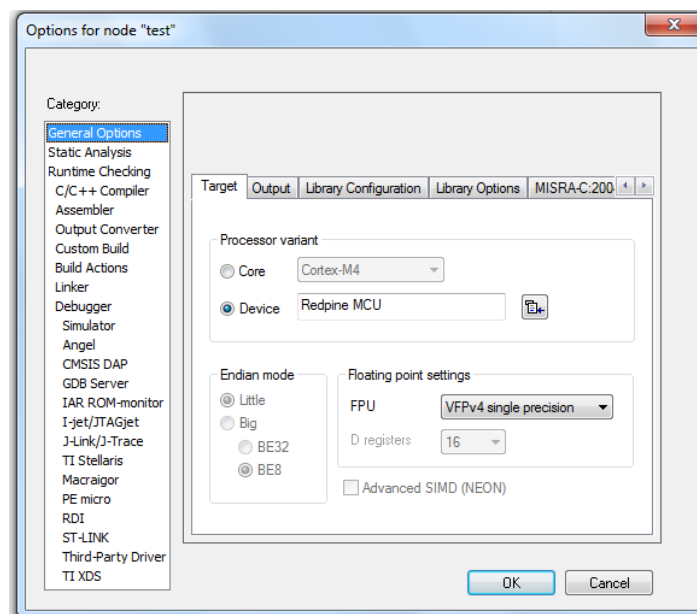 Options for node "test"
Category:
General Options
Static Analysis
Runtime Checking
C/C++ Compiler
Assembler
Output Converter
Custom Build
Build Actions
Linker
Debugger
Simulator
Angel
CMSIS DAP
GDB Server
IAR ROM-monitor
I-jet/JTAGjet
J-Link/J-Trace
TI Stellaris
Macraigor
PE micro
RDI
ST-LINK
Third-Party Driver
TI XDS
Target Output Library Configuration Library Options MISRA-C:200
Processor variant
Core Cortex-M4
Device Redpine MCU
Endian mode
Little
Big
BE32
BE8
Floating point settings
FPU VFPv4 single precision
D registers 16
Advanced SIMD (NEON)
OK Cancel